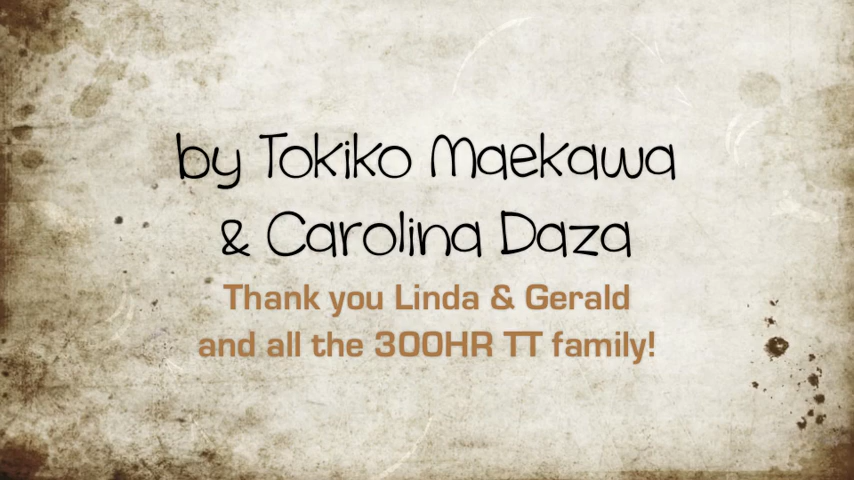 by Tokiko Maekawa
& Carolina Daza
Thank you Linda & Gerald
and all the 300HR TT family!